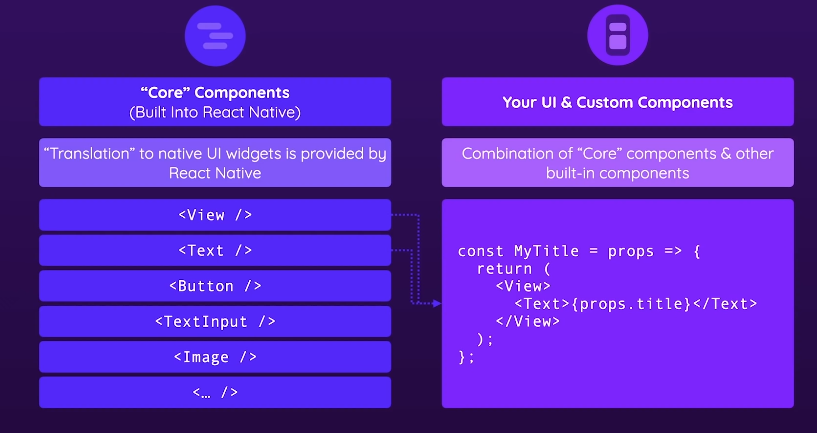 “Core” Components
(Built Into React Native)
“Translation” to native UI widgets is provided by
React Native
<View />
<Text />
<Button />
<TextInput />
<Image />
<… />
Your UI & Custom Components
Combination of “Core” components & other
built-in components
const MyTitle = props => {
  return (
    <View>
      <Text>{props.title}</Text>
    </View>
  );
};